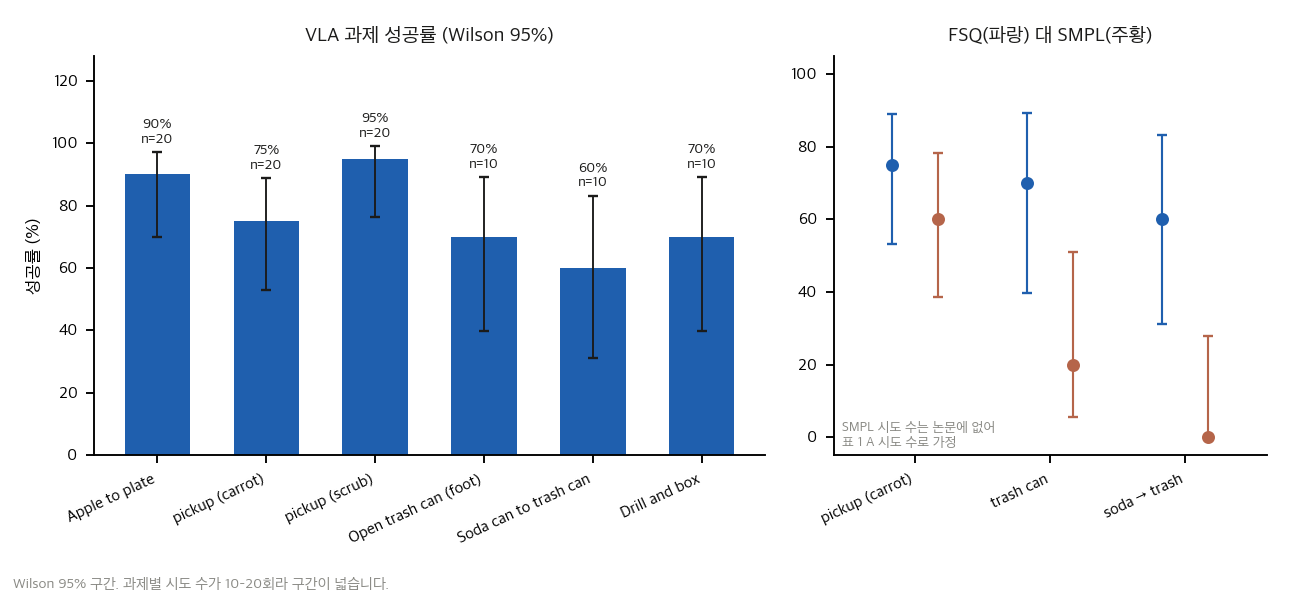 VLA 과제 성공률 (Wilson 95%)
성공률 (%)
120
100
80
60
40
20
0
90%
n=20
75%
n=20
95%
n=20
70%
n=10
60%
n=10
70%
n=10
Apple to plate
pickup (carrot)
pickup (scrub)
Open trash can (foot)
Soda can to trash can
Drill and box
FSQ(파랑) 대 SMPL(주황)
100
80
60
40
20
0
SMPL 시도 수는 논문에 없어
표 1 A 시도 수로 가정
pickup (carrot)
trash can
soda → trash
Wilson 95% 구간. 과제별 시도 수가 10-20회라 구간이 넓습니다.